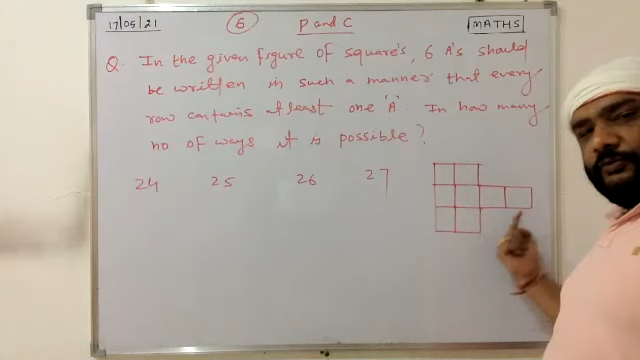 17/05/21 6 P and C MATHS
Q. In the given figure of square's, 6 A's should
be written in such a manner that every
row contains atleast one 'A'. In how many
no of ways it is possible?
24 25 26 27